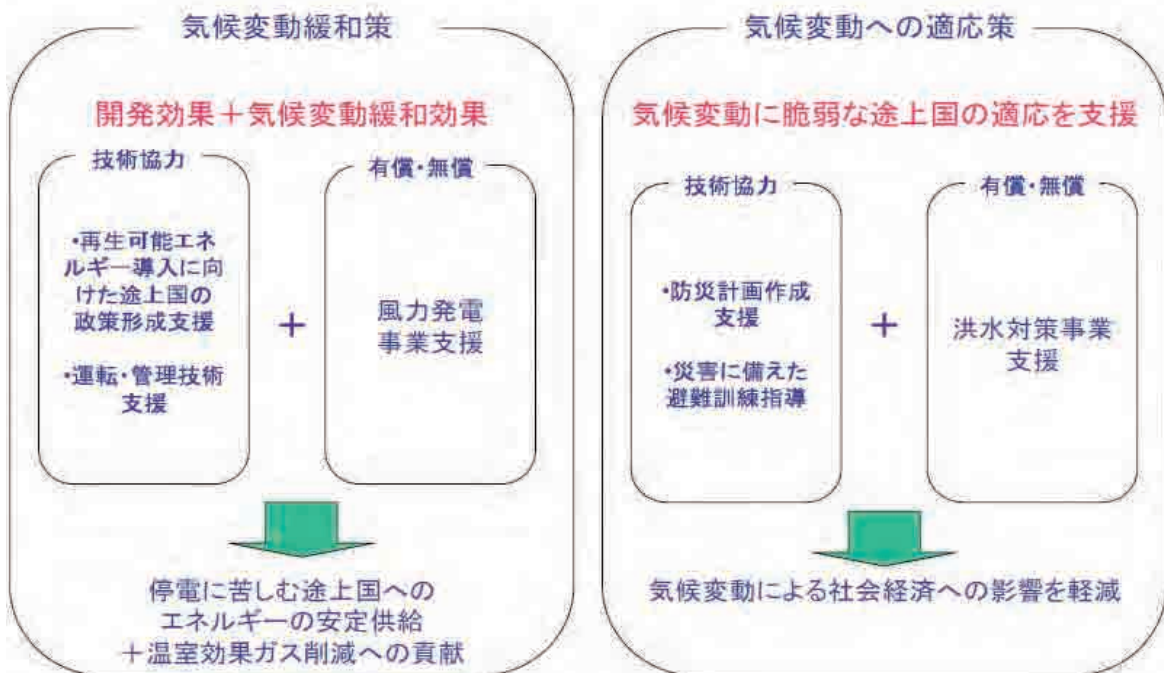 気候変動緩和策
開発効果＋気候変動緩和効果
技術協力
・再生可能エネ
ルギー導入に向
けた途上国の
政策形成支援
・運転・管理技術
支援
＋
有償・無償
風力発電
事業支援
停電に苦しむ途上国への
エネルギーの安定供給
＋温室効果ガス削減への貢献
気候変動への適応策
気候変動に脆弱な途上国の適応を支援
技術協力
・防災計画作成
支援
・災害に備えた
避難訓練指導
＋
有償・無償
洪水対策事業
支援
気候変動による社会経済への影響を軽減